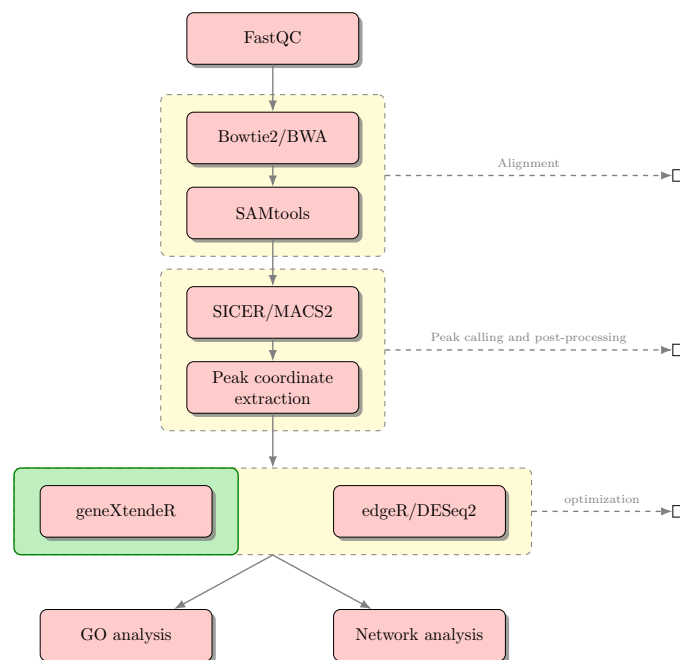 FastQC
Bowtie2/BWA
Alignment
SAMtools
SICER/MACS2
Peak calling and post-processing
Peak coordinate
extraction
geneXtendeR
edgeR/DESeq2
optimization
GO analysis
Network analysis